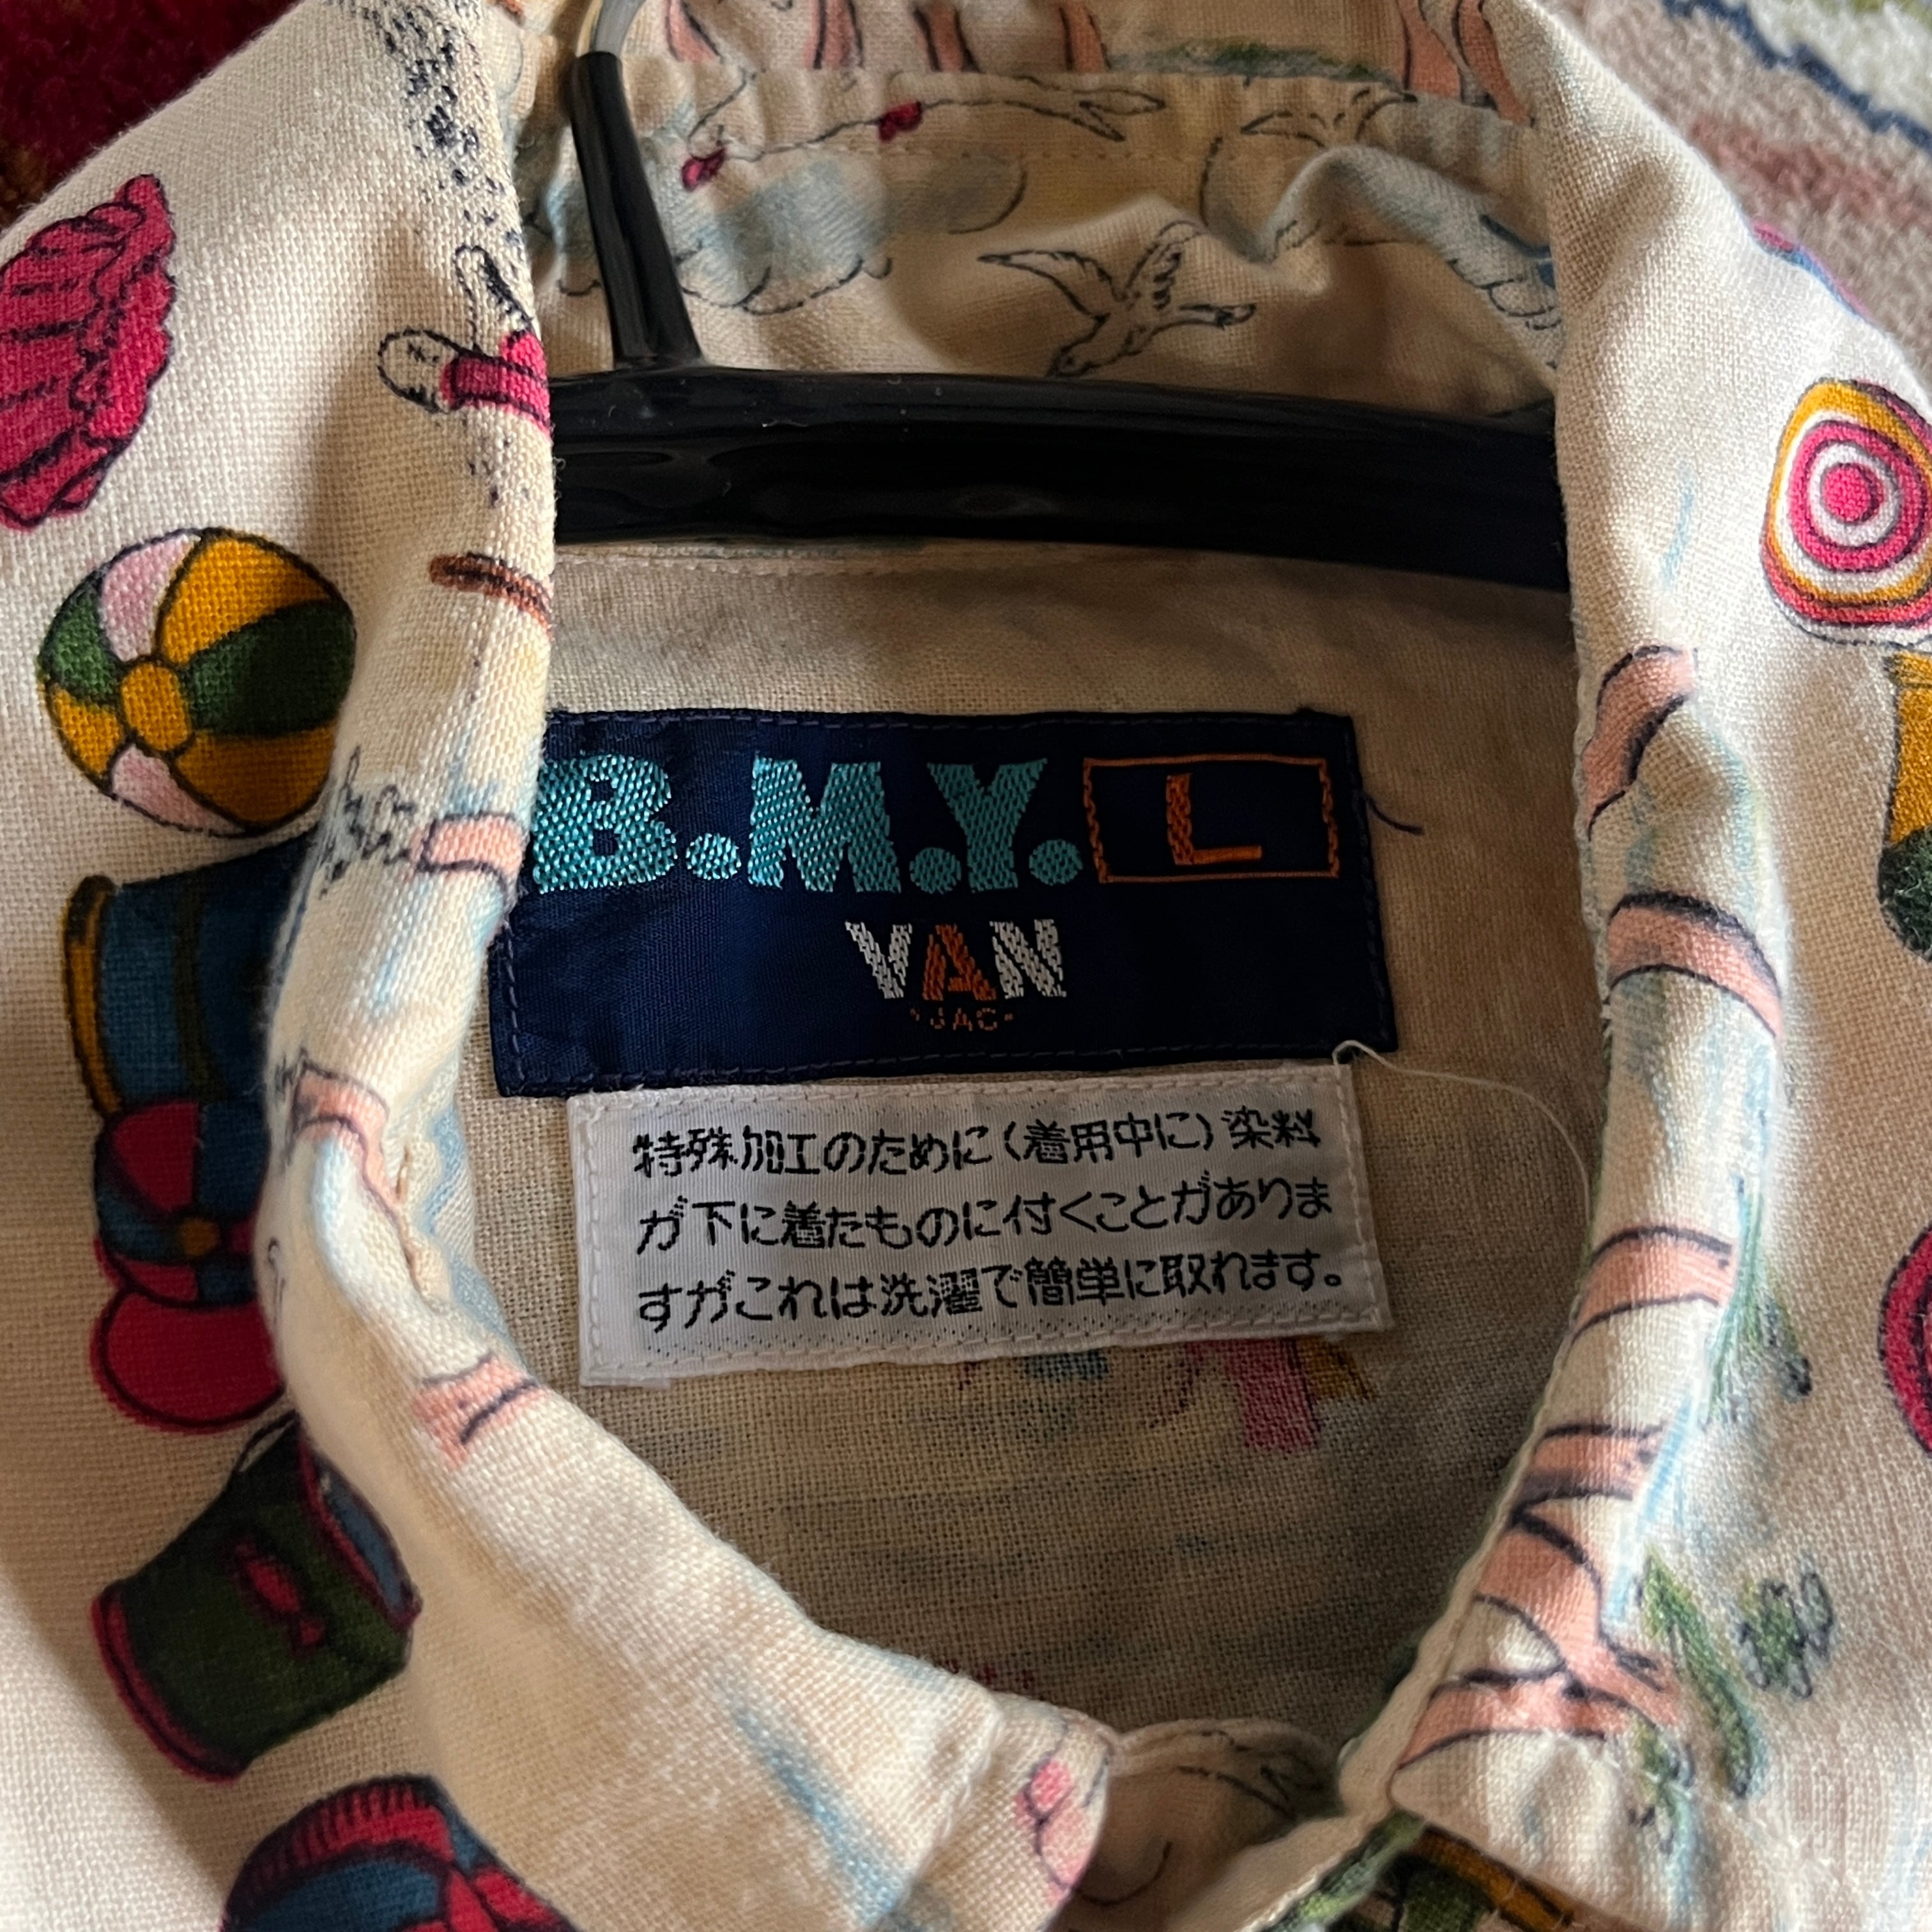 B.M.Y. L
VAN
・JAC・
特殊加工のために(着用中に)染料
が下に着たものに付くことがありま
すがこれは洗濯で簡単に取れます。